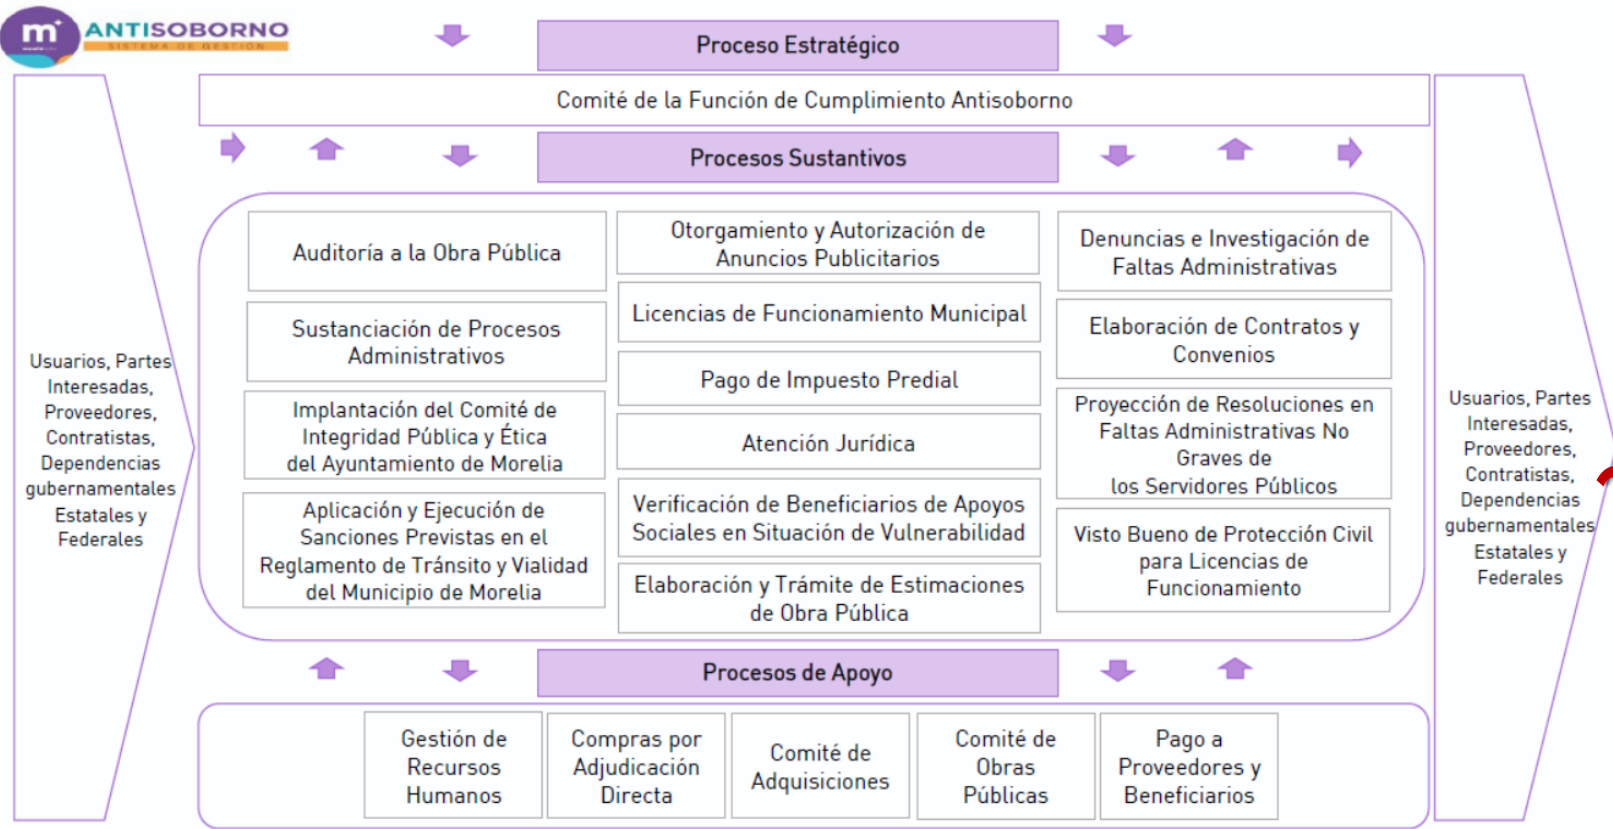 m+
ANTISOBORNO
SISTEMA DE GESTIÓN
Proceso Estratégico
Comité de la Función de Cumplimiento Antisoborno
Procesos Sustantivos
Usuarios, Partes
Interesadas,
Proveedores,
Contratistas,
Dependencias
gubernamentales
Estatales y
Federales
Auditoría a la Obra Pública
Sustanciación de Procesos
Administrativos
Implantación del Comité de
Integridad Pública y Ética
del Ayuntamiento de Morelia
Aplicación y Ejecución de
Sanciones Previstas en el
Reglamento de Tránsito y Vialidad
del Municipio de Morelia
Otorgamiento y Autorización de
Anuncios Publicitarios
Licencias de Funcionamiento Municipal
Pago de Impuesto Predial
Atención Jurídica
Verificación de Beneficiarios de Apoyos
Sociales en Situación de Vulnerabilidad
Elaboración y Trámite de Estimaciones
de Obra Pública
Denuncias e Investigación de
Faltas Administrativas
Elaboración de Contratos y
Convenios
Proyección de Resoluciones en
Faltas Administrativas No
Graves de
los Servidores Públicos
Visto Bueno de Protección Civil
para Licencias de
Funcionamiento
Usuarios, Partes
Interesadas,
Proveedores,
Contratistas,
Dependencias
gubernamentales
Estatales y
Federales
Procesos de Apoyo
Gestión de
Recursos
Humanos
Compras por
Adjudicación
Directa
Comité de
Adquisiciones
Comité de
Obras
Públicas
Pago a
Proveedores y
Beneficiarios